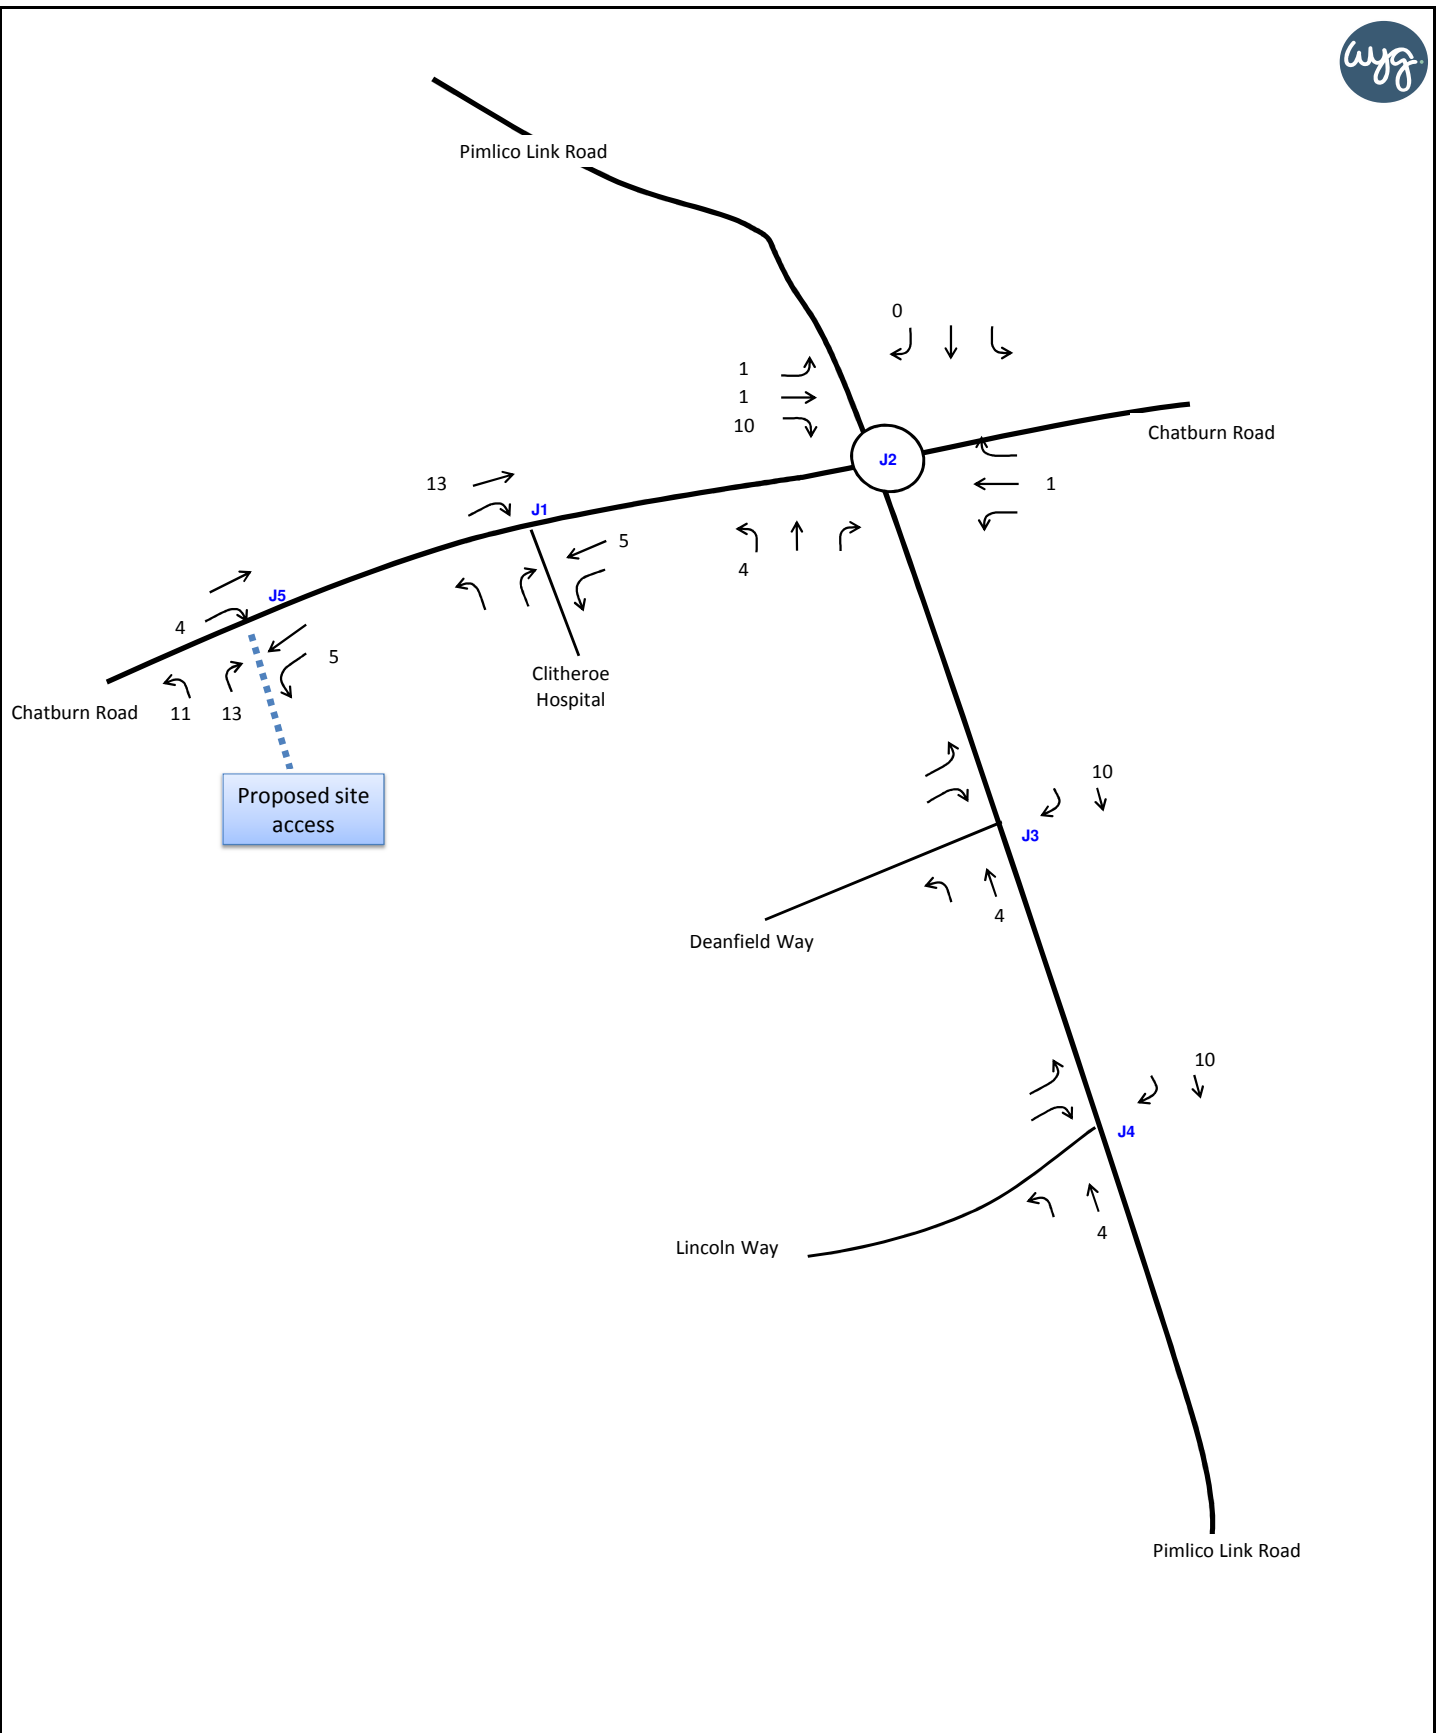 wyg.
Pimlico Link Road
0
1
1
10
Chatburn Road
J2
1
13
J1
5
4
J5
4
5
Clitheroe
Hospital
Chatburn Road
11
13
10
Proposed site
access
J3
4
Deanfield Way
10
J4
4
Lincoln Way
Pimlico Link Road